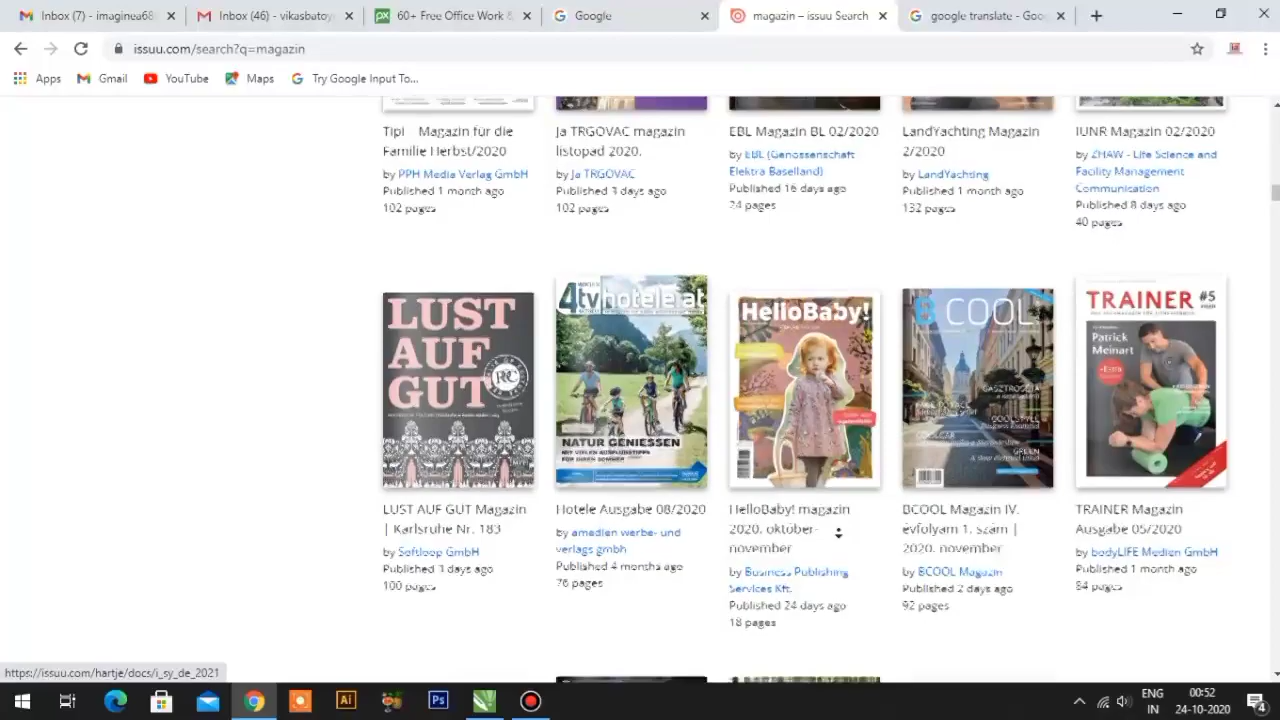 Inbox (7) - imaginea68
Inbox (46) - vikasbatoy
60+ Free Office Work &
Google
magazin – issuu Search
google translate - Goo
issuu.com/search?q=magazin
Apps
Gmail
YouTube
Maps
Try Google Input To...
Tipi – Magazin für die
Familie Herbst/2020
by PPH Media Verlag GmbH
Published 1 month ago
102 pages
Ja TRGOVAC magazin
listopad 2020.
by Ja TRGOVAC
Published 3 days ago
102 pages
EBL Magazin BL 02/2020
by EBL (Genossenschaft
Elektra Baselland)
Published 16 days ago
24 pages
LandYachting Magazin
2/2020
by LandYachting
Published 1 month ago
132 pages
IUNR Magazin 02/2020
by ZHAW - Life Science and
Facility Management
Communication
Published 8 days ago
40 pages
LUST
AUF
GUT
4tvhotele at
NATUR GENIESSEN
HelloBaby!
B COOL
GASZTROSÉTA
COOLSTYLE
GREEN
TRAINER #5
Patrick
Meinart
LUST AUF GUT Magazin
| Karlsruhe Nr. 183
by Softloop GmbH
Published 3 days ago
100 pages
Hotele Ausgabe 08/2020
by amedien werbe- und
verlags gmbh
Published 4 months ago
76 pages
HelloBaby! magazin
2020. október-
november
by Business Publishing
Services Kft.
Published 24 days ago
18 pages
BCOOL Magazin IV.
évfolyam 1. szám |
2020. november
by BCOOL Magazin
Published 2 days ago
92 pages
TRAINER Magazin
Ausgabe 05/2020
by bodyLIFE Medien GmbH
Published 1 month ago
84 pages
https://issuu.com/hartje/docs/i_sy_de_2021
Ai
Ps
ENG
IN
00:52
24-10-2020
4